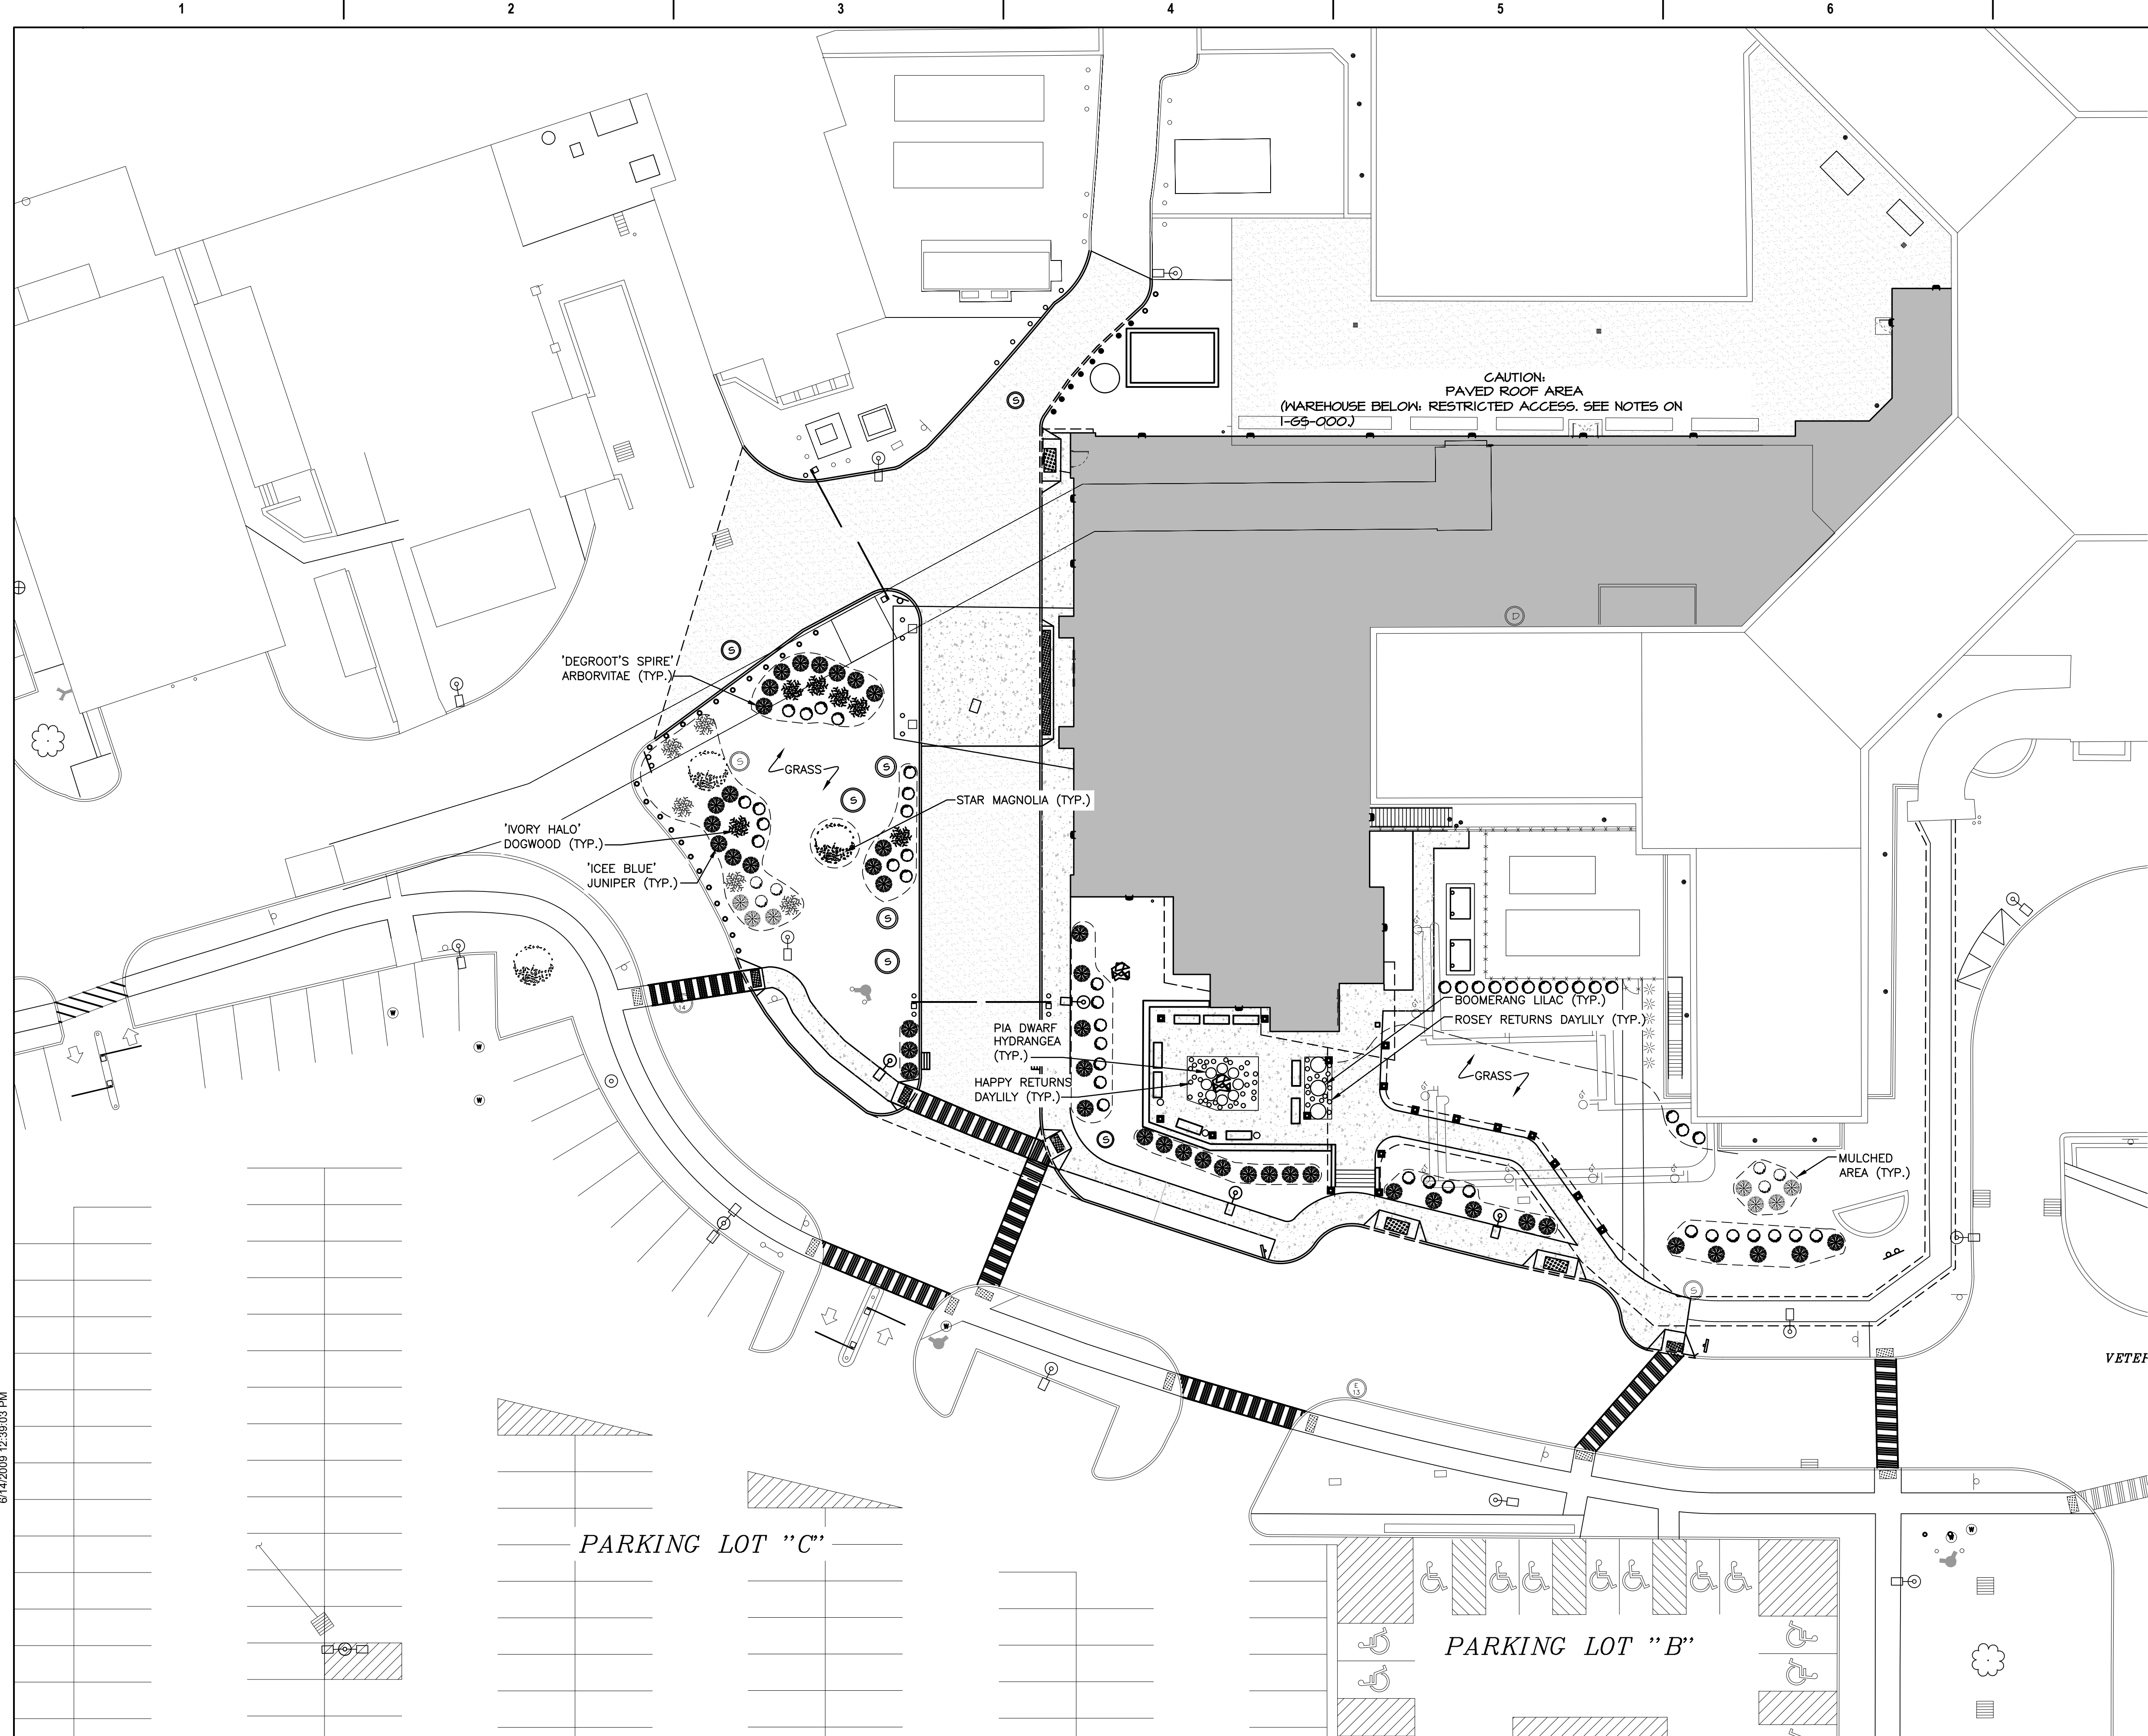 1
2
3
4
5
6
CAUTION:
PAVED ROOF AREA
(WAREHOUSE BELOW: RESTRICTED ACCESS. SEE NOTES ON
1-GS-000.)
S
S
D
'DEGROOT'S SPIRE'
ARBORVITAE (TYP.)
S
GRASS
S
S
STAR MAGNOLIA (TYP.)
'IVORY HALO'
DOGWOOD (TYP.)
'ICEE BLUE'
JUNIPER (TYP.)
S
S
14
W
W
W
BOOMERANG LILAC (TYP.)
ROSEY RETURNS DAYLILY (TYP.)
PIA DWARF
HYDRANGEA
(TYP.)
HAPPY RETURNS
DAYLILY (TYP.)
GRASS
S
MULCHED
AREA (TYP.)
S
W
VETER
E
13
6/14/2009 12:39:03 PM
PARKING LOT "C"
W
W
PARKING LOT "B"